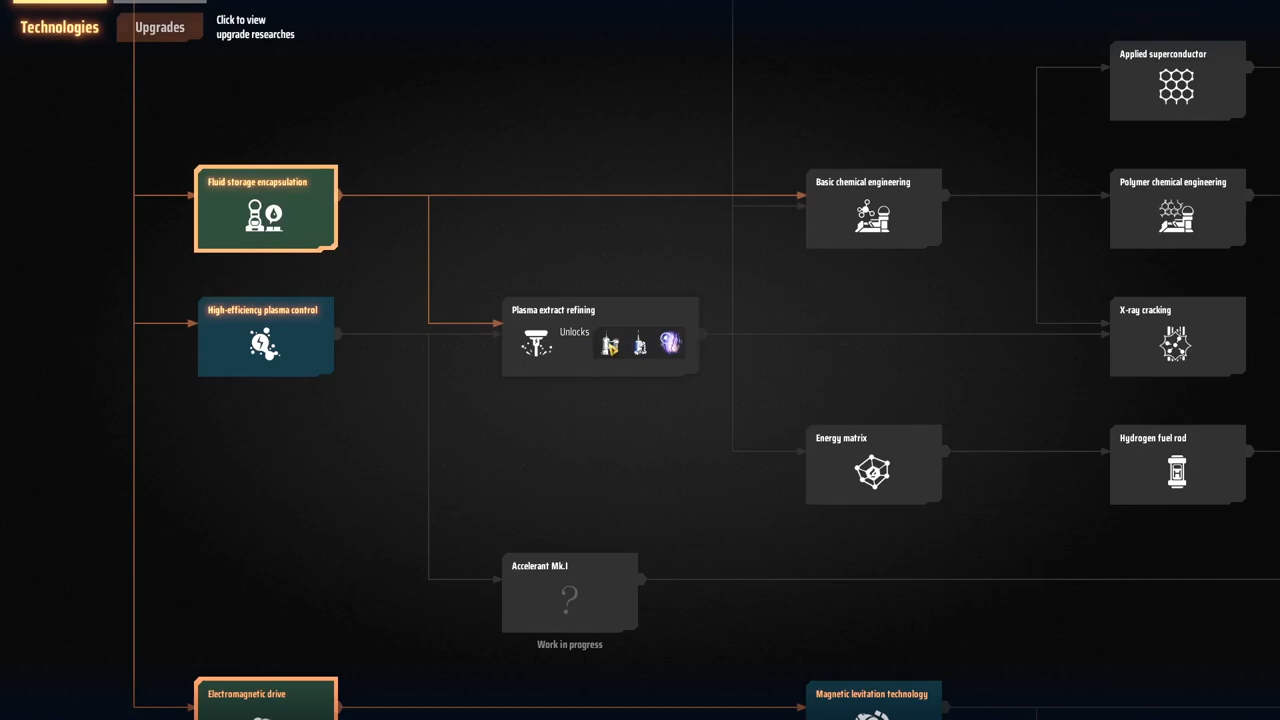 Technologies
Upgrades
Click to view
upgrade researches
Applied superconductor
Fluid storage encapsulation
Basic chemical engineering
Polymer chemical engineering
High-efficiency plasma control
Plasma extract refining
Unlocks
X-ray cracking
Energy matrix
Hydrogen fuel rod
Accelerant Mk.I
?
Work in progress
Electromagnetic drive
Magnetic levitation technology